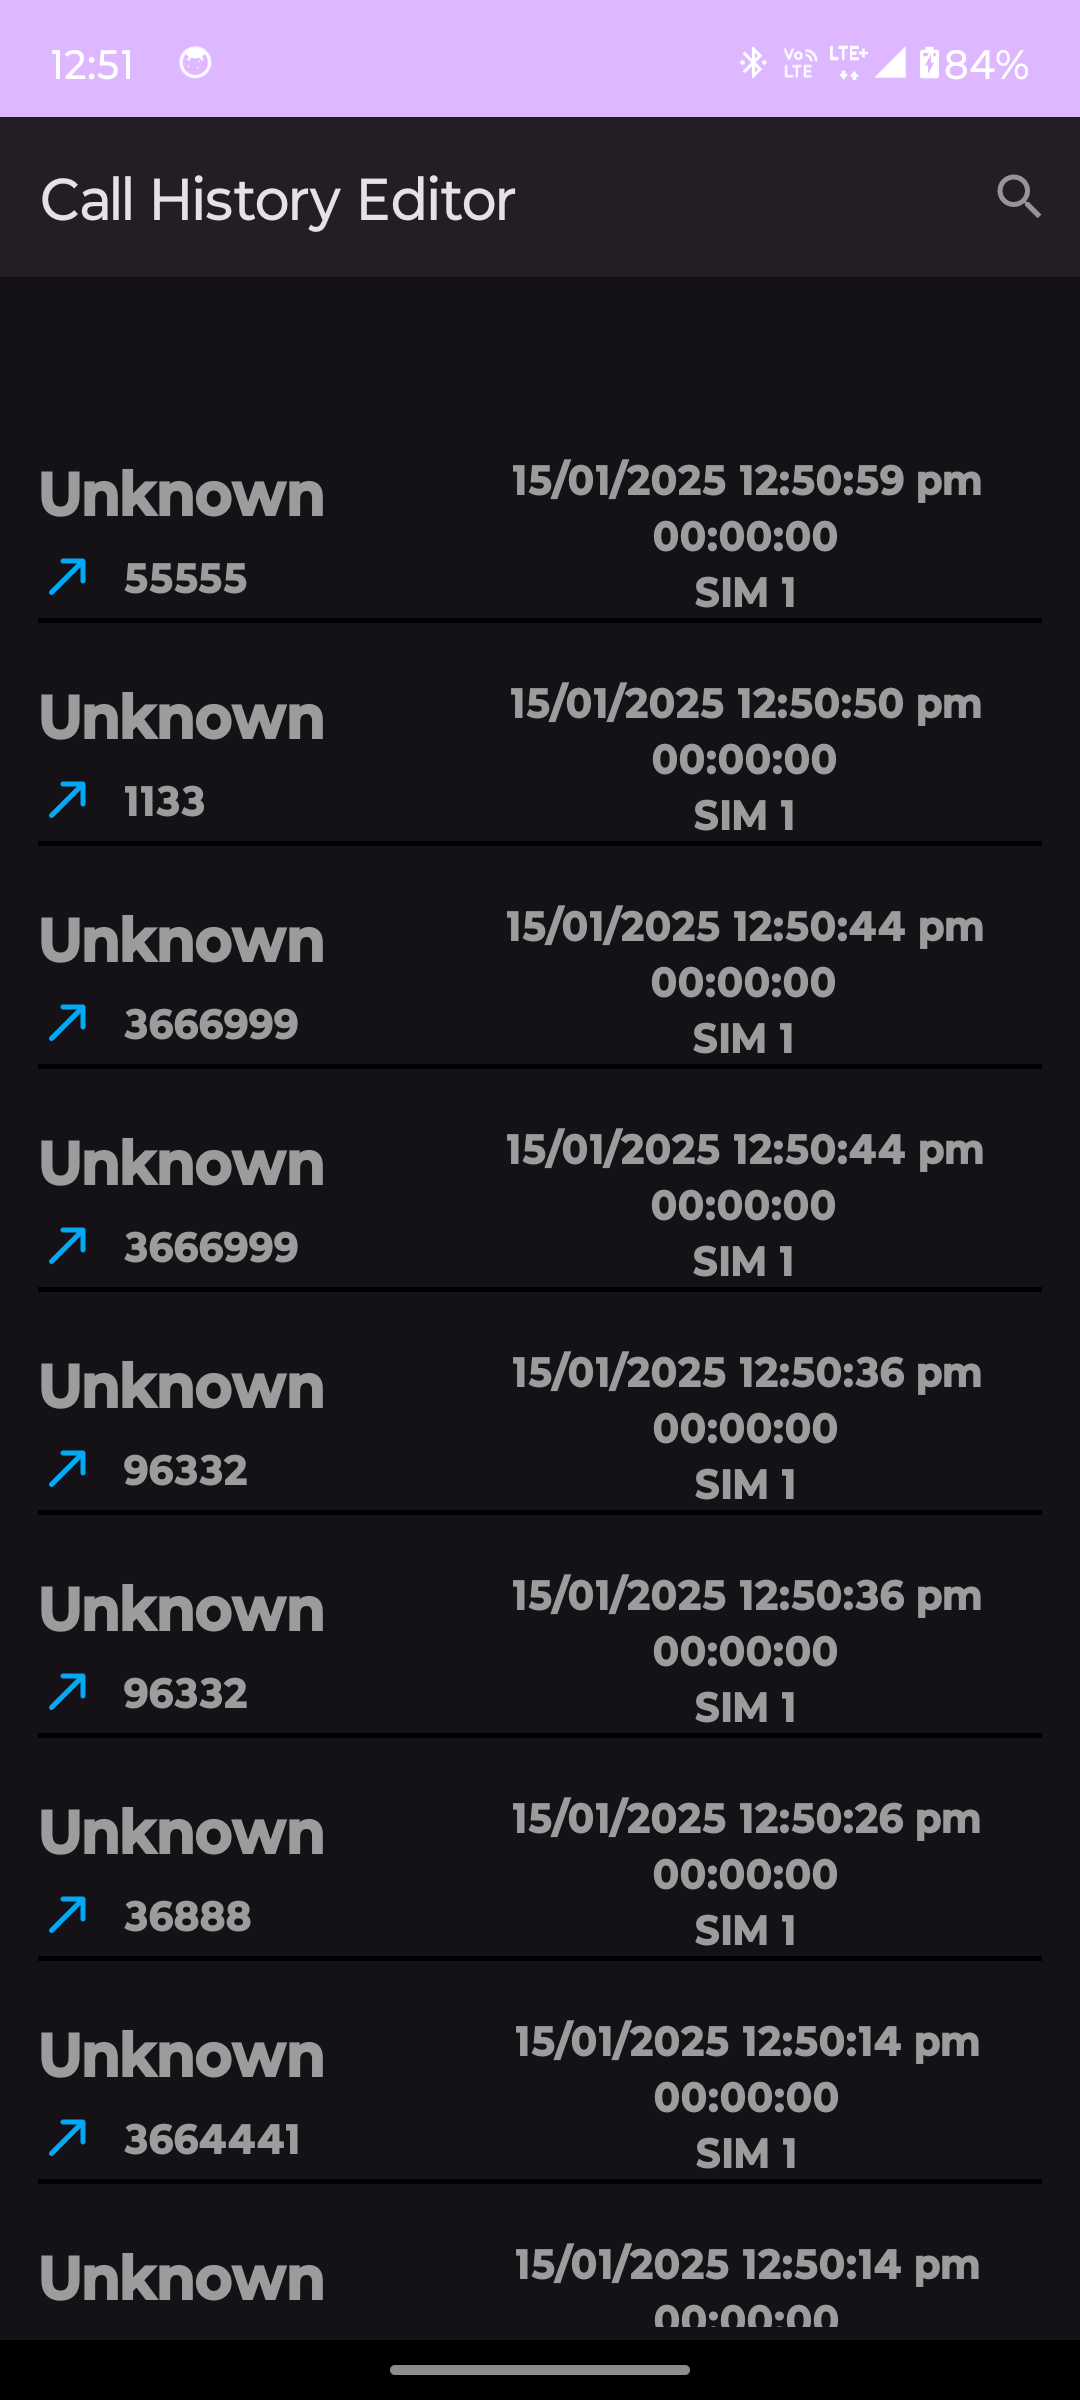 12:51
Vo LTE LTE+ 84%
Call History Editor
Unknown
15/01/2025 12:50:59 pm
00:00:00
55555
SIM 1
Unknown
15/01/2025 12:50:50 pm
00:00:00
1133
SIM 1
Unknown
15/01/2025 12:50:44 pm
00:00:00
3666999
SIM 1
Unknown
15/01/2025 12:50:44 pm
00:00:00
3666999
SIM 1
Unknown
15/01/2025 12:50:36 pm
00:00:00
96332
SIM 1
Unknown
15/01/2025 12:50:36 pm
00:00:00
96332
SIM 1
Unknown
15/01/2025 12:50:26 pm
00:00:00
36888
SIM 1
Unknown
15/01/2025 12:50:14 pm
00:00:00
3664441
SIM 1
Unknown
15/01/2025 12:50:14 pm
00:00:00